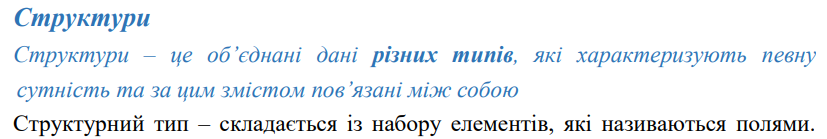 Структури
Структури – це об’єднані дані різних типів, які характеризують певну
сутність та за цим змістом пов’язані між собою
Структурний тип – складається із набору елементів, які називаються полями.